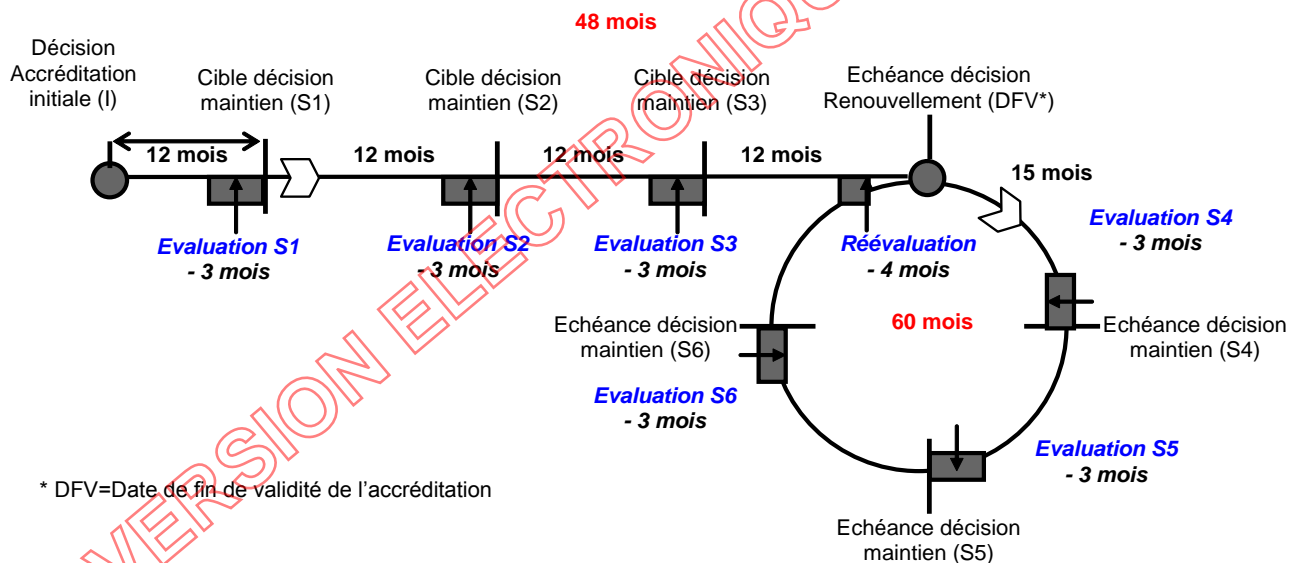 48 mois
Décision
Accréditation
initiale (I)
Cible décision
maintien (S1)
Cible décision
maintien (S2)
Cible décision
maintien (S3)
Echéance décision
Renouvellement (DFV*)
12 mois
12 mois
12 mois
12 mois
15 mois
Evaluation S1
- 3 mois
Evaluation S2
- 3 mois
Evaluation S3
- 3 mois
Réévaluation
- 4 mois
Evaluation S4
- 3 mois
60 mois
Echéance décision
maintien (S6)
Echéance décision
maintien (S4)
Evaluation S6
- 3 mois
Evaluation S5
- 3 mois
* DFV=Date de fin de validité de l'accréditation
Echéance décision
maintien (S5)
VERSION ELECTRONIQU